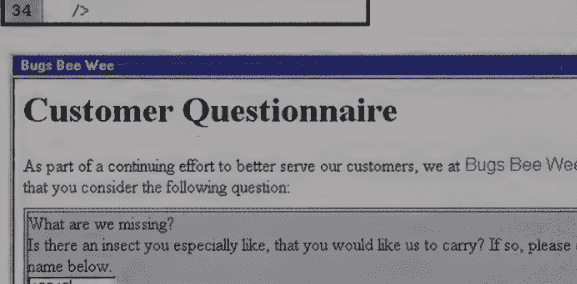 34 />
Bugs Bee Wee
Customer Questionnaire
As part of a continuing effort to better serve our customers, we at Bugs Bee Wee
that you consider the following question:
What are we missing?
Is there an insect you especially like, that you would like us to carry? If so, please
name below.